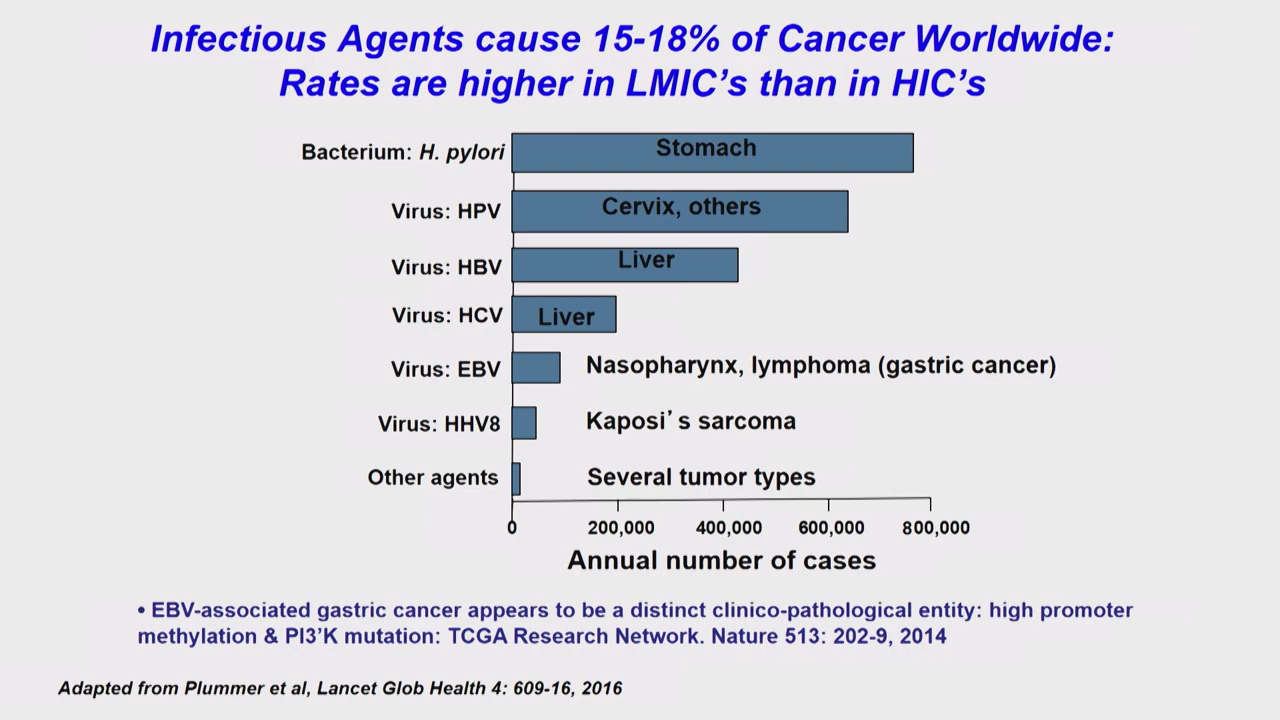 Infectious Agents cause 15-18% of Cancer Worldwide:
Rates are higher in LMIC's than in HIC's
Bacterium: H. pylori
Stomach
Virus: HPV
Cervix, others
Virus: HBV
Liver
Virus: HCV
Liver
Virus: EBV
Nasopharynx, lymphoma (gastric cancer)
Virus: HHV8
Kaposi's sarcoma
Other agents
Several tumor types
0 200,000 400,000 600,000 800,000
Annual number of cases
• EBV-associated gastric cancer appears to be a distinct clinico-pathological entity: high promoter
methylation & PI3'K mutation: TCGA Research Network. Nature 513: 202-9, 2014
Adapted from Plummer et al, Lancet Glob Health 4: 609-16, 2016